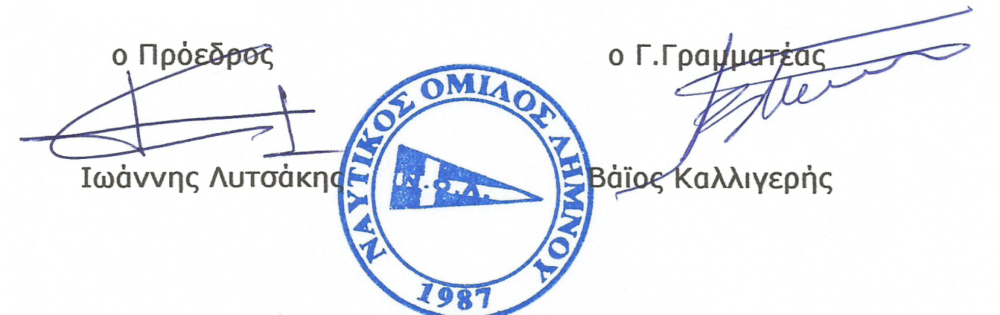 ο Πρόεδρος
ο Γ.Γραμματέας
ΝΑΥΤΙΚΟΣ ΟΜΙΛΟΣ ΛΗΜΝΟΥ
Ν.Ο.Λ.
1987
Ιωάννης Λυτσάκης
Βάϊος Καλλιγερής